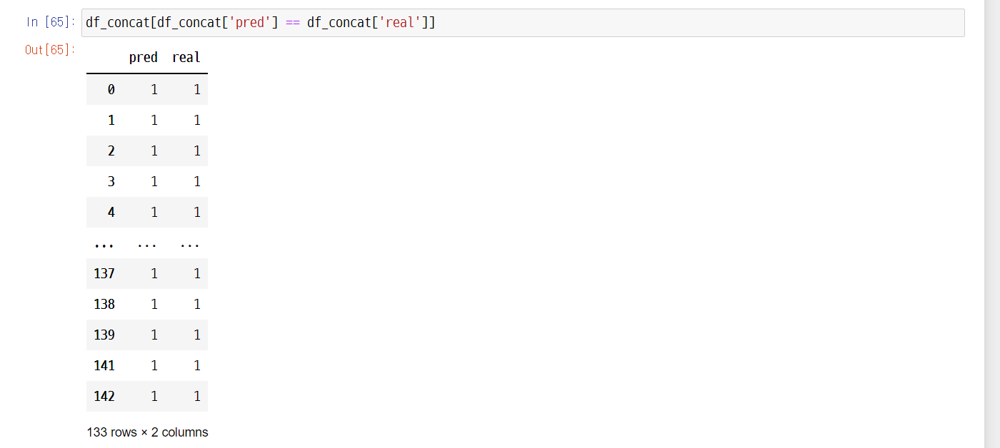 In [65]: df_concat[df_concat['pred'] == df_concat['real']]
Out[65]:
pred real
0 1 1
1 1 1
2 1 1
3 1 1
4 1 1
... ... ...
137 1 1
138 1 1
139 1 1
141 1 1
142 1 1
133 rows × 2 columns